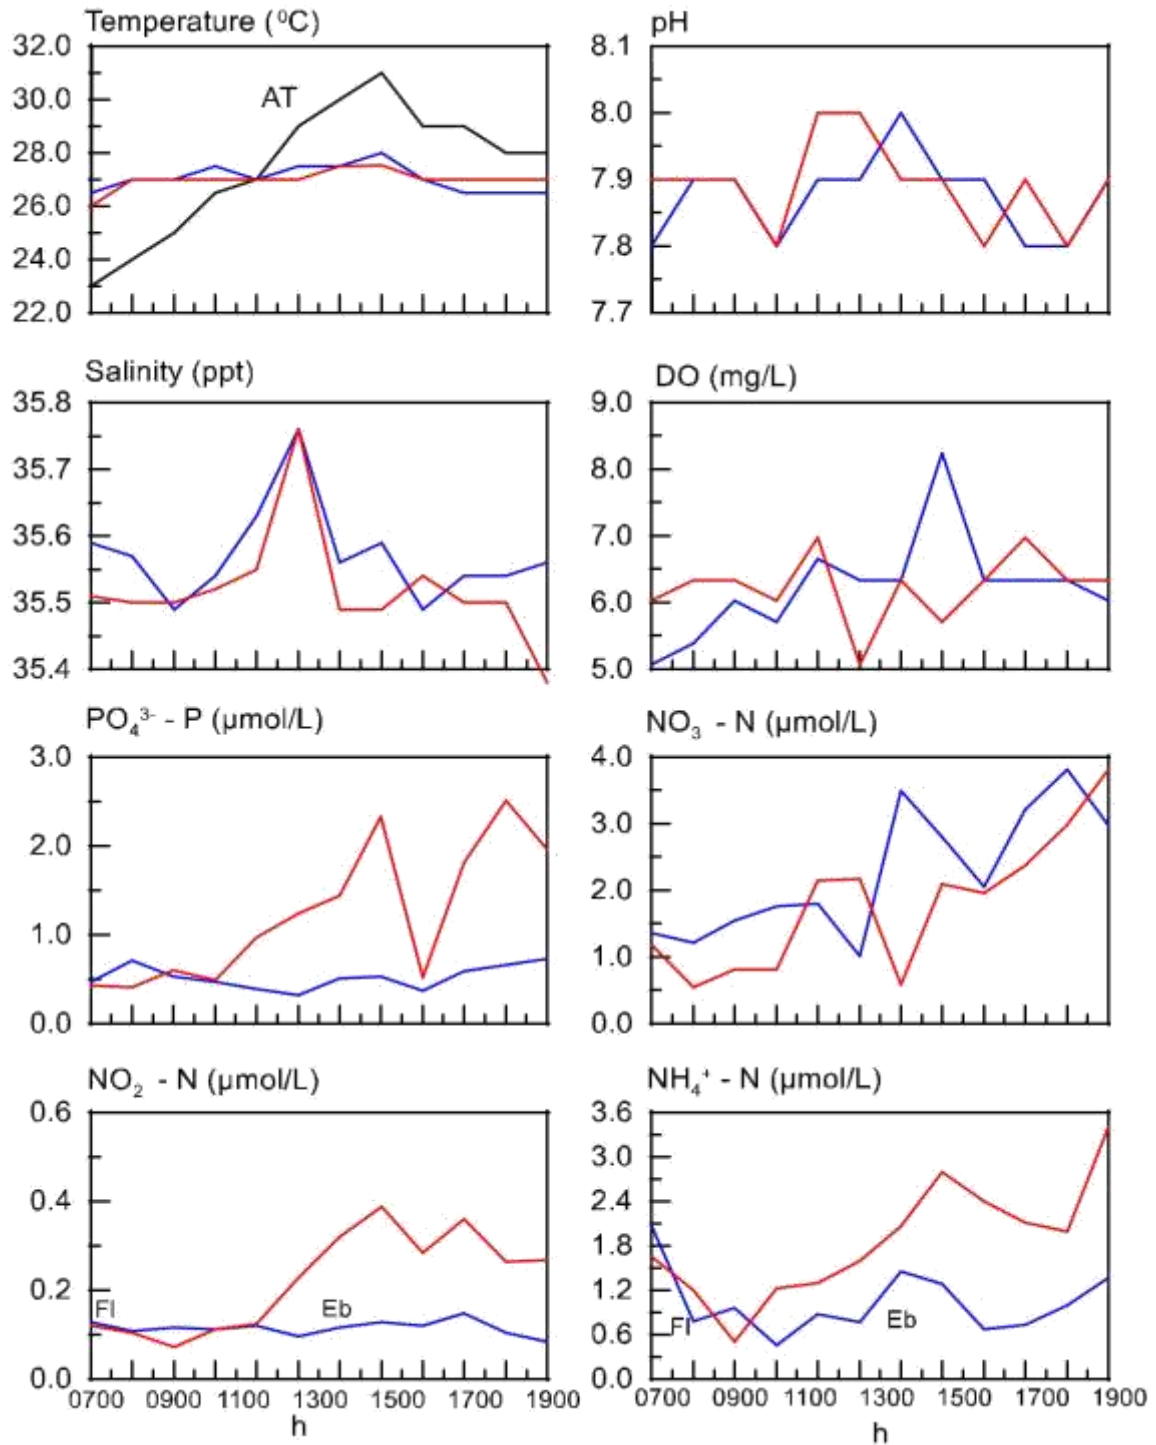 Temperature (⁰C)
32.0
30.0
28.0
26.0
24.0
22.0
AT
pH
8.1
8.0
7.9
7.8
7.7
Salinity (ppt)
35.8
35.7
35.6
35.5
35.4
DO (mg/L)
9.0
8.0
7.0
6.0
5.0
PO₄³⁻ - P (µmol/L)
3.0
2.0
1.0
0.0
NO₃ - N (µmol/L)
4.0
3.0
2.0
1.0
0.0
NO₂ - N (µmol/L)
0.6
0.4
0.2
0.0
Fl Eb
0700 0900 1100 1300 1500 1700 1900
h
NH₄⁺ - N (µmol/L)
3.6
3.0
2.4
1.8
1.2
0.6
0.0
Fl Eb
0700 0900 1100 1300 1500 1700 1900
h